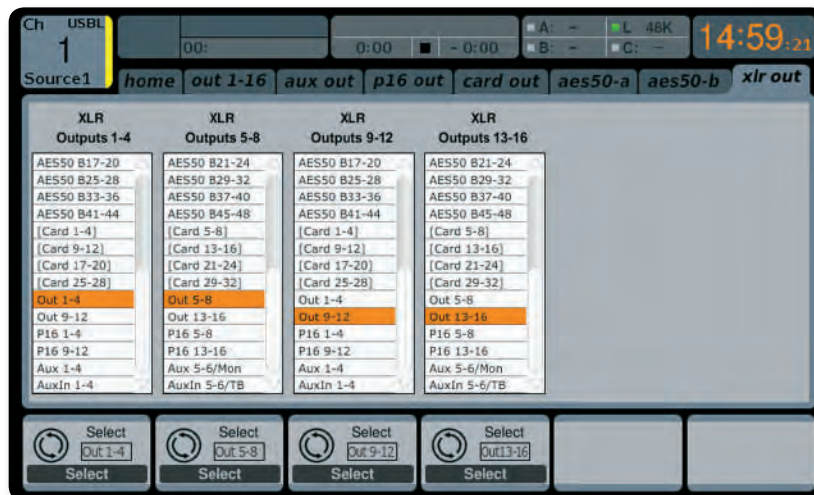 Ch USBL
1
Source1
00:
0:00 - 0:00
A: - L 48K
B: - C: -
14:59:21
home out 1-16 aux out p16 out card out aes50-a aes50-b xlr out
XLR
Outputs 1-4
AES50 B17-20
AES50 B25-28
AES50 B33-36
AES50 B41-44
[Card 1-4]
[Card 9-12]
[Card 17-20]
[Card 25-28]
Out 1-4
Out 9-12
P16 1-4
P16 9-12
Aux 1-4
AuxIn 1-4
XLR
Outputs 5-8
AES50 B21-24
AES50 B29-32
AES50 B37-40
AES50 B45-48
[Card 5-8]
[Card 13-16]
[Card 21-24]
[Card 29-32]
Out 5-8
Out 13-16
P16 5-8
P16 13-16
Aux 5-6/Mon
AuxIn 5-6/TB
XLR
Outputs 9-12
AES50 B17-20
AES50 B25-28
AES50 B33-36
AES50 B41-44
[Card 1-4]
[Card 9-12]
[Card 17-20]
[Card 25-28]
Out 1-4
Out 9-12
P16 1-4
P16 9-12
Aux 1-4
AuxIn 1-4
XLR
Outputs 13-16
AES50 B21-24
AES50 B29-32
AES50 B37-40
AES50 B45-48
[Card 5-8]
[Card 13-16]
[Card 21-24]
[Card 29-32]
Out 5-8
Out 13-16
P16 5-8
P16 13-16
Aux 5-6/Mon
AuxIn 5-6/TB
Select
Out 1-4
Select
Select
Out 5-8
Select
Select
Out 9-12
Select
Select
Out13-16
Select